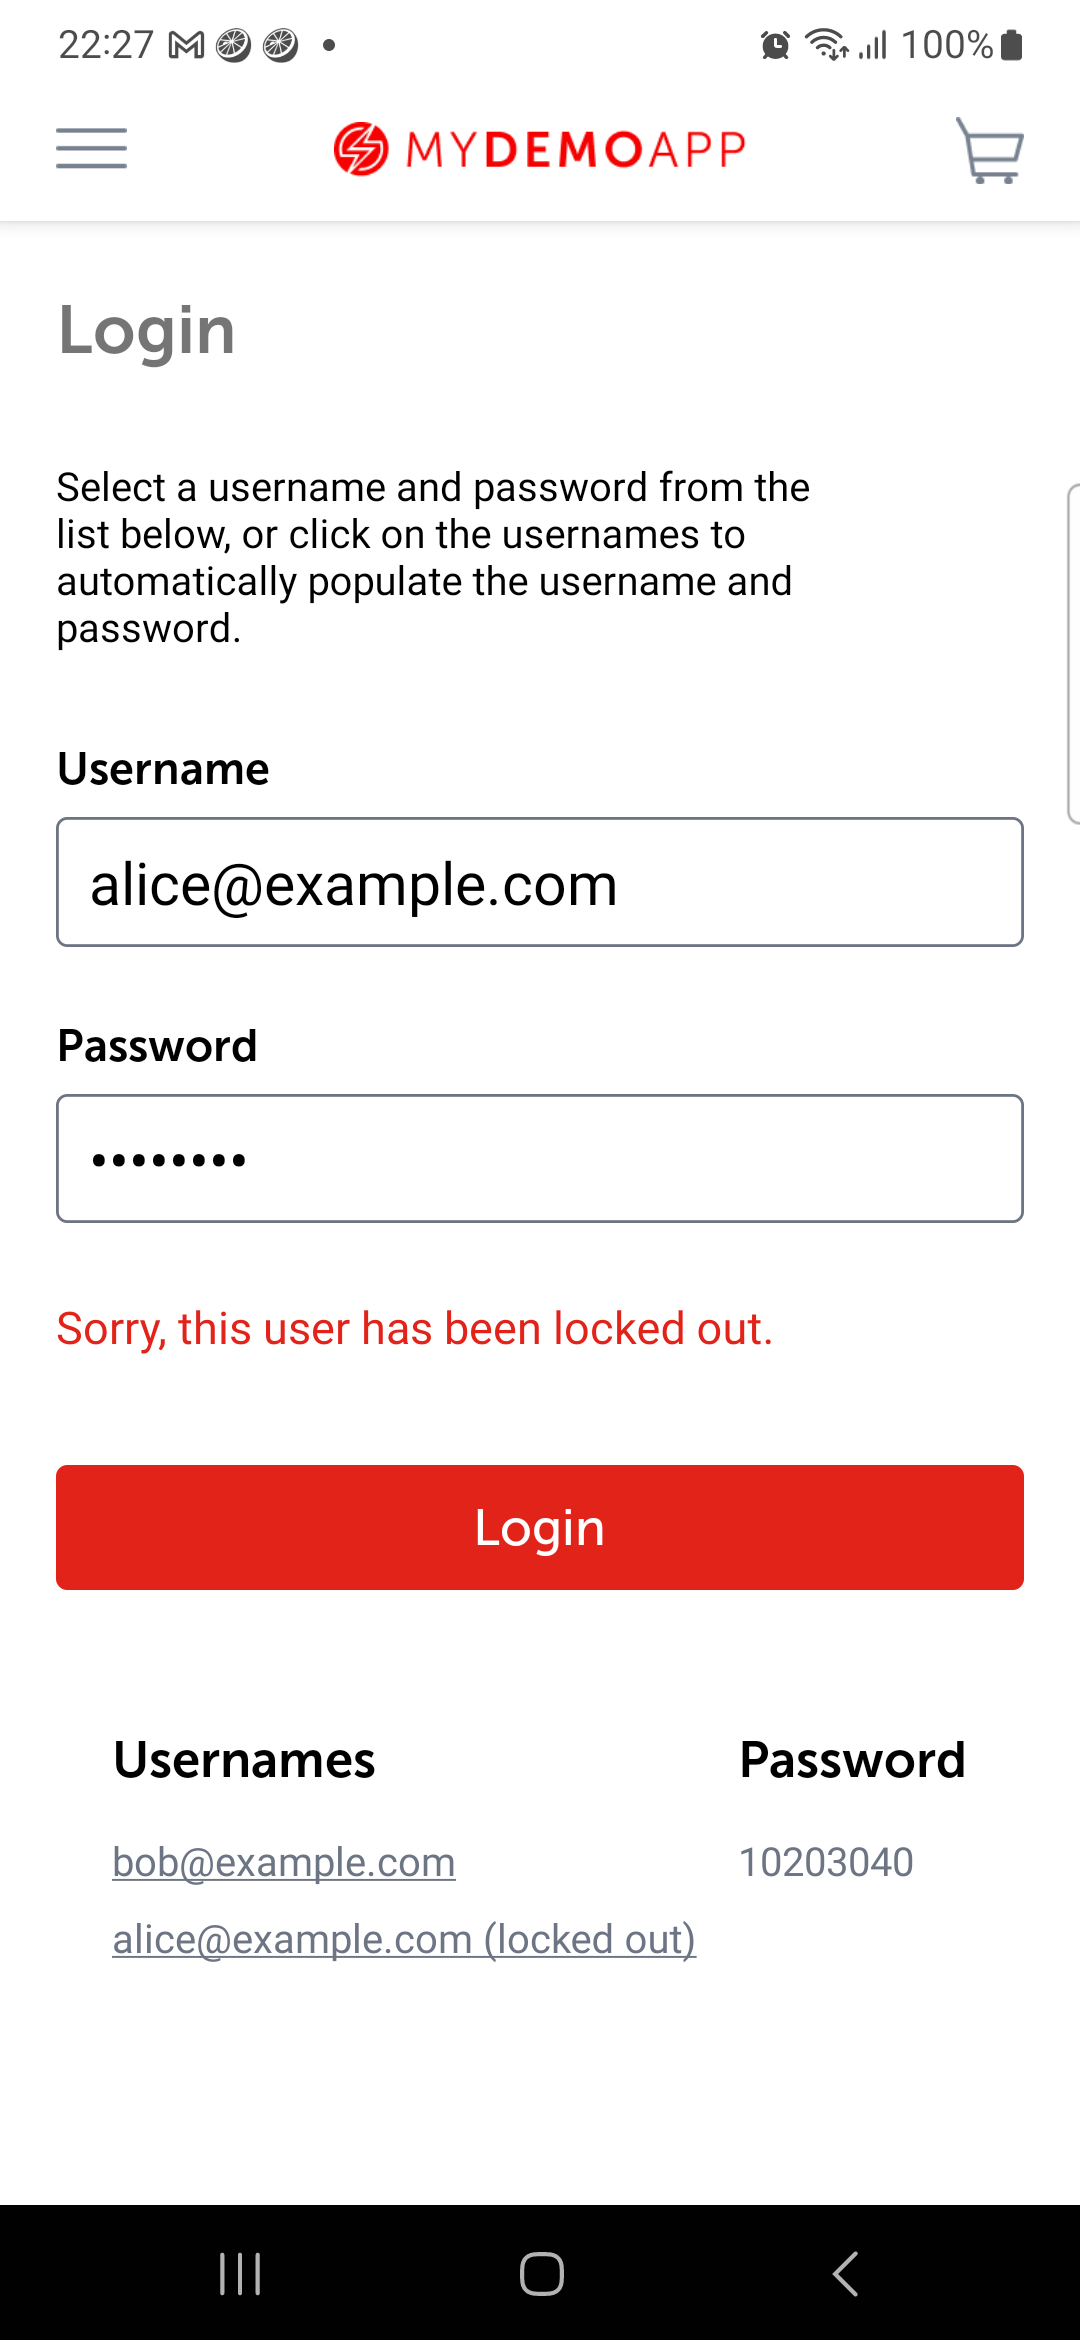 22:27
100%
MYDEMOAPP
Login
Select a username and password from the
list below, or click on the usernames to
automatically populate the username and
password.
Username
alice@example.com
Password
••••••••
Sorry, this user has been locked out.
Login
Usernames Password
bob@example.com 10203040
alice@example.com (locked out)